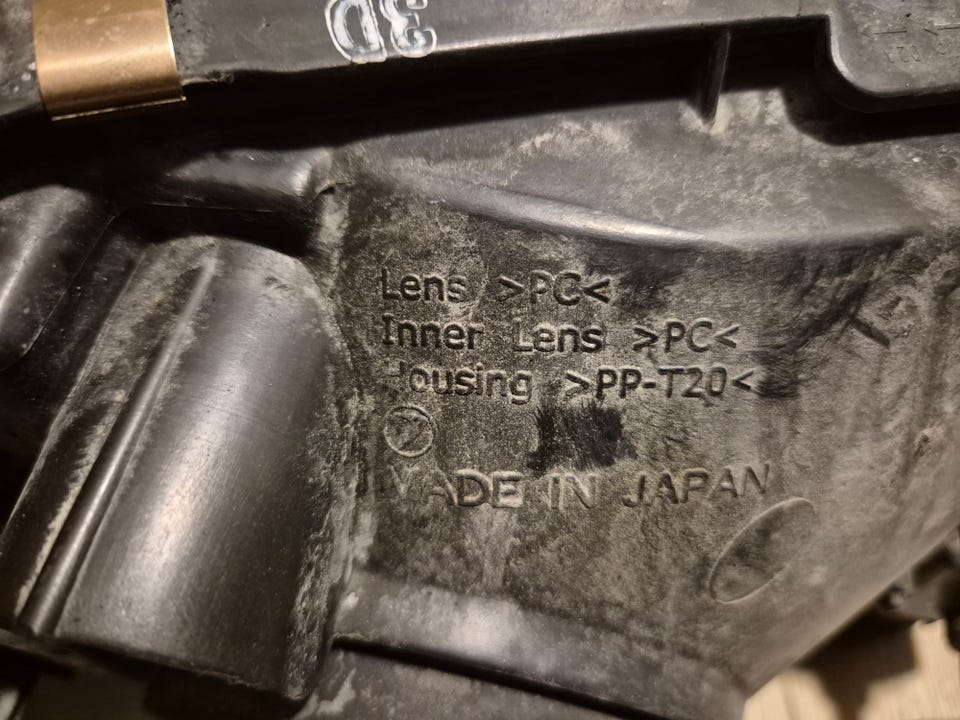 3D
Lens >PC<
Inner Lens >PC<
Housing >PP-T20<
MADE IN JAPAN